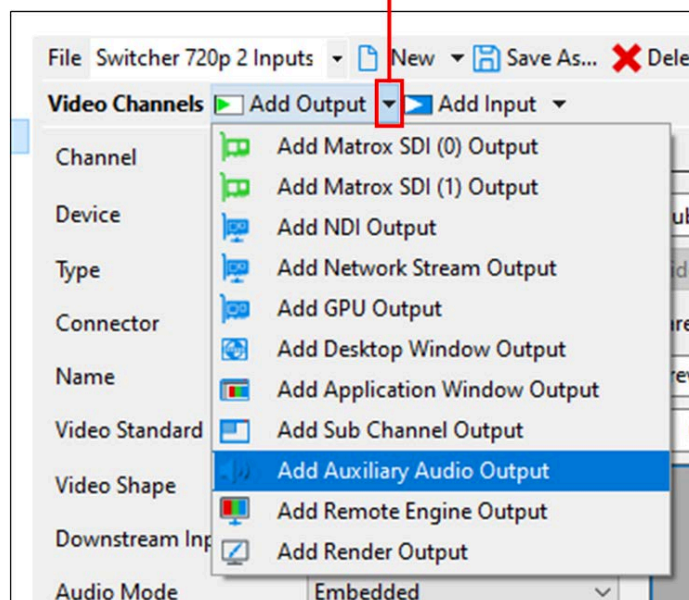 File Switcher 720p 2 Inputs New Save As... Dele
Video Channels Add Output Add Input
Channel
Add Matrox SDI (0) Output
Add Matrox SDI (1) Output
Device
Add NDI Output
Type
Add Network Stream Output
Add GPU Output
Connector
Add Desktop Window Output
Name
Add Application Window Output
Video Standard
Add Sub Channel Output
Add Auxiliary Audio Output
Video Shape
Add Remote Engine Output
Downstream Inp
Add Render Output
Audio Mode Embedded